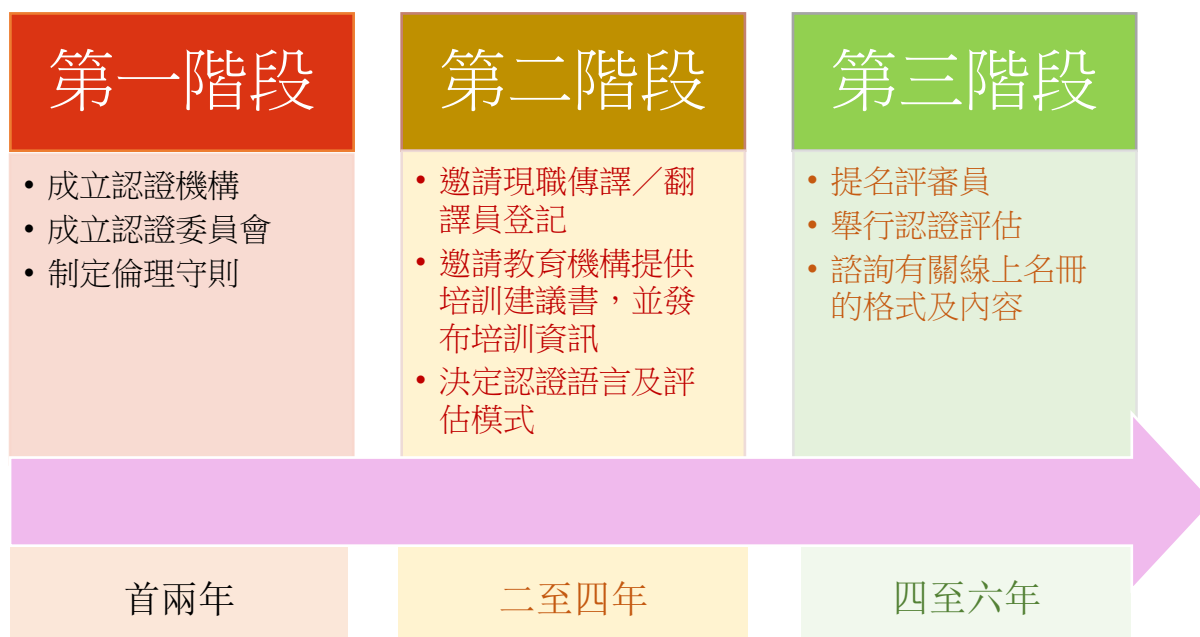 第一階段
• 成立認證機構
• 成立認證委員會
• 制定倫理守則
第二階段
• 邀請現職傳譯／翻
譯員登記
• 邀請教育機構提供
培訓建議書，並發
布培訓資訊
• 決定認證語言及評
估模式
第三階段
• 提名評審員
• 舉行認證評估
• 諮詢有關線上名冊
的格式及內容
首兩年
二至四年
四至六年